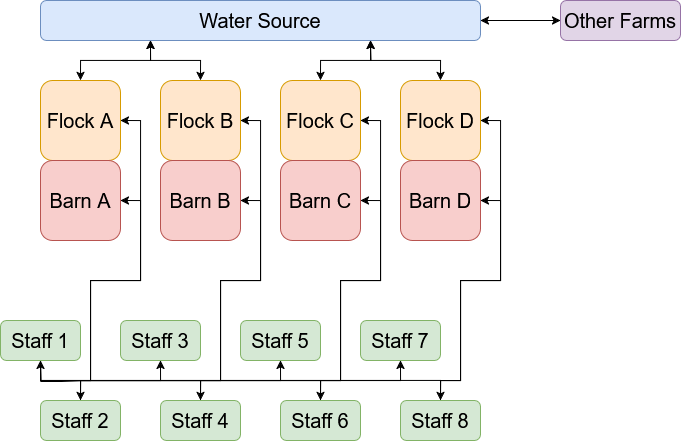 Water Source
Other Farms
Flock A
Flock B
Flock C
Flock D
Barn A
Barn B
Barn C
Barn D
Staff 1
Staff 3
Staff 5
Staff 7
Staff 2
Staff 4
Staff 6
Staff 8